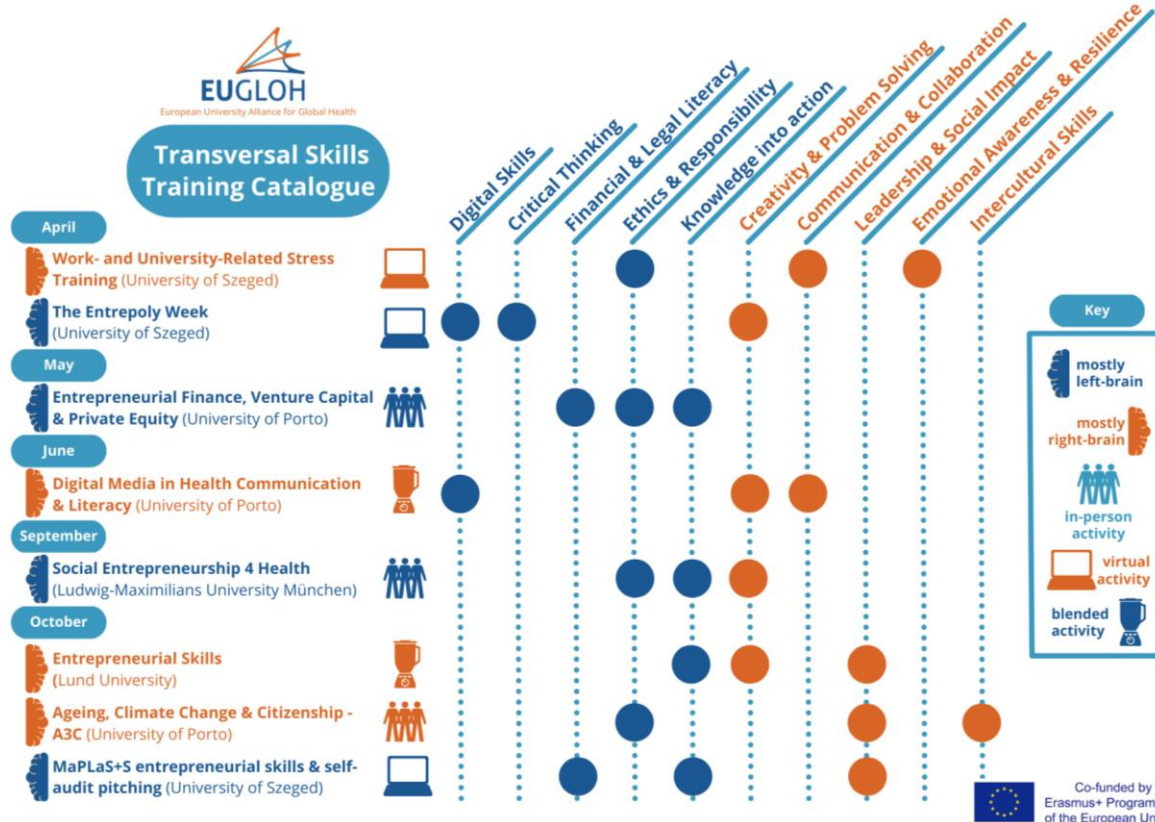 EUGLOH
European University Alliance for Global Health
Transversal Skills
Training Catalogue
Digital Skills
Critical Thinking
Financial & Legal Literacy
Ethics & Responsibility
Knowledge into action
Creativity & Problem Solving
Communication & Collaboration
Leadership & Social Impact
Emotional Awareness & Resilience
Intercultural Skills
April
Work- and University-Related Stress
Training (University of Szeged)
The Entrepoly Week
(University of Szeged)
May
Entrepreneurial Finance, Venture Capital
& Private Equity (University of Porto)
June
Digital Media in Health Communication
& Literacy (University of Porto)
September
Social Entrepreneurship 4 Health
(Ludwig-Maximilians University München)
October
Entrepreneurial Skills
(Lund University)
Ageing, Climate Change & Citizenship -
A3C (University of Porto)
MaPLaS+S entrepreneurial skills & self-
audit pitching (University of Szeged)
Key
mostly
left-brain
mostly
right-brain
in-person
activity
virtual
activity
blended
activity
Co-funded by
Erasmus+ Program
of the European Un